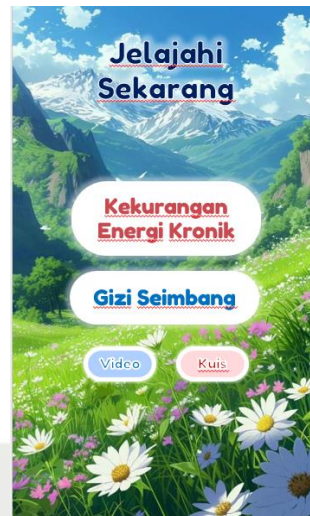 Jelajahi
Sekarang
Kekurangan
Energi Kronik
Gizi Seimbang
Video
Kuis